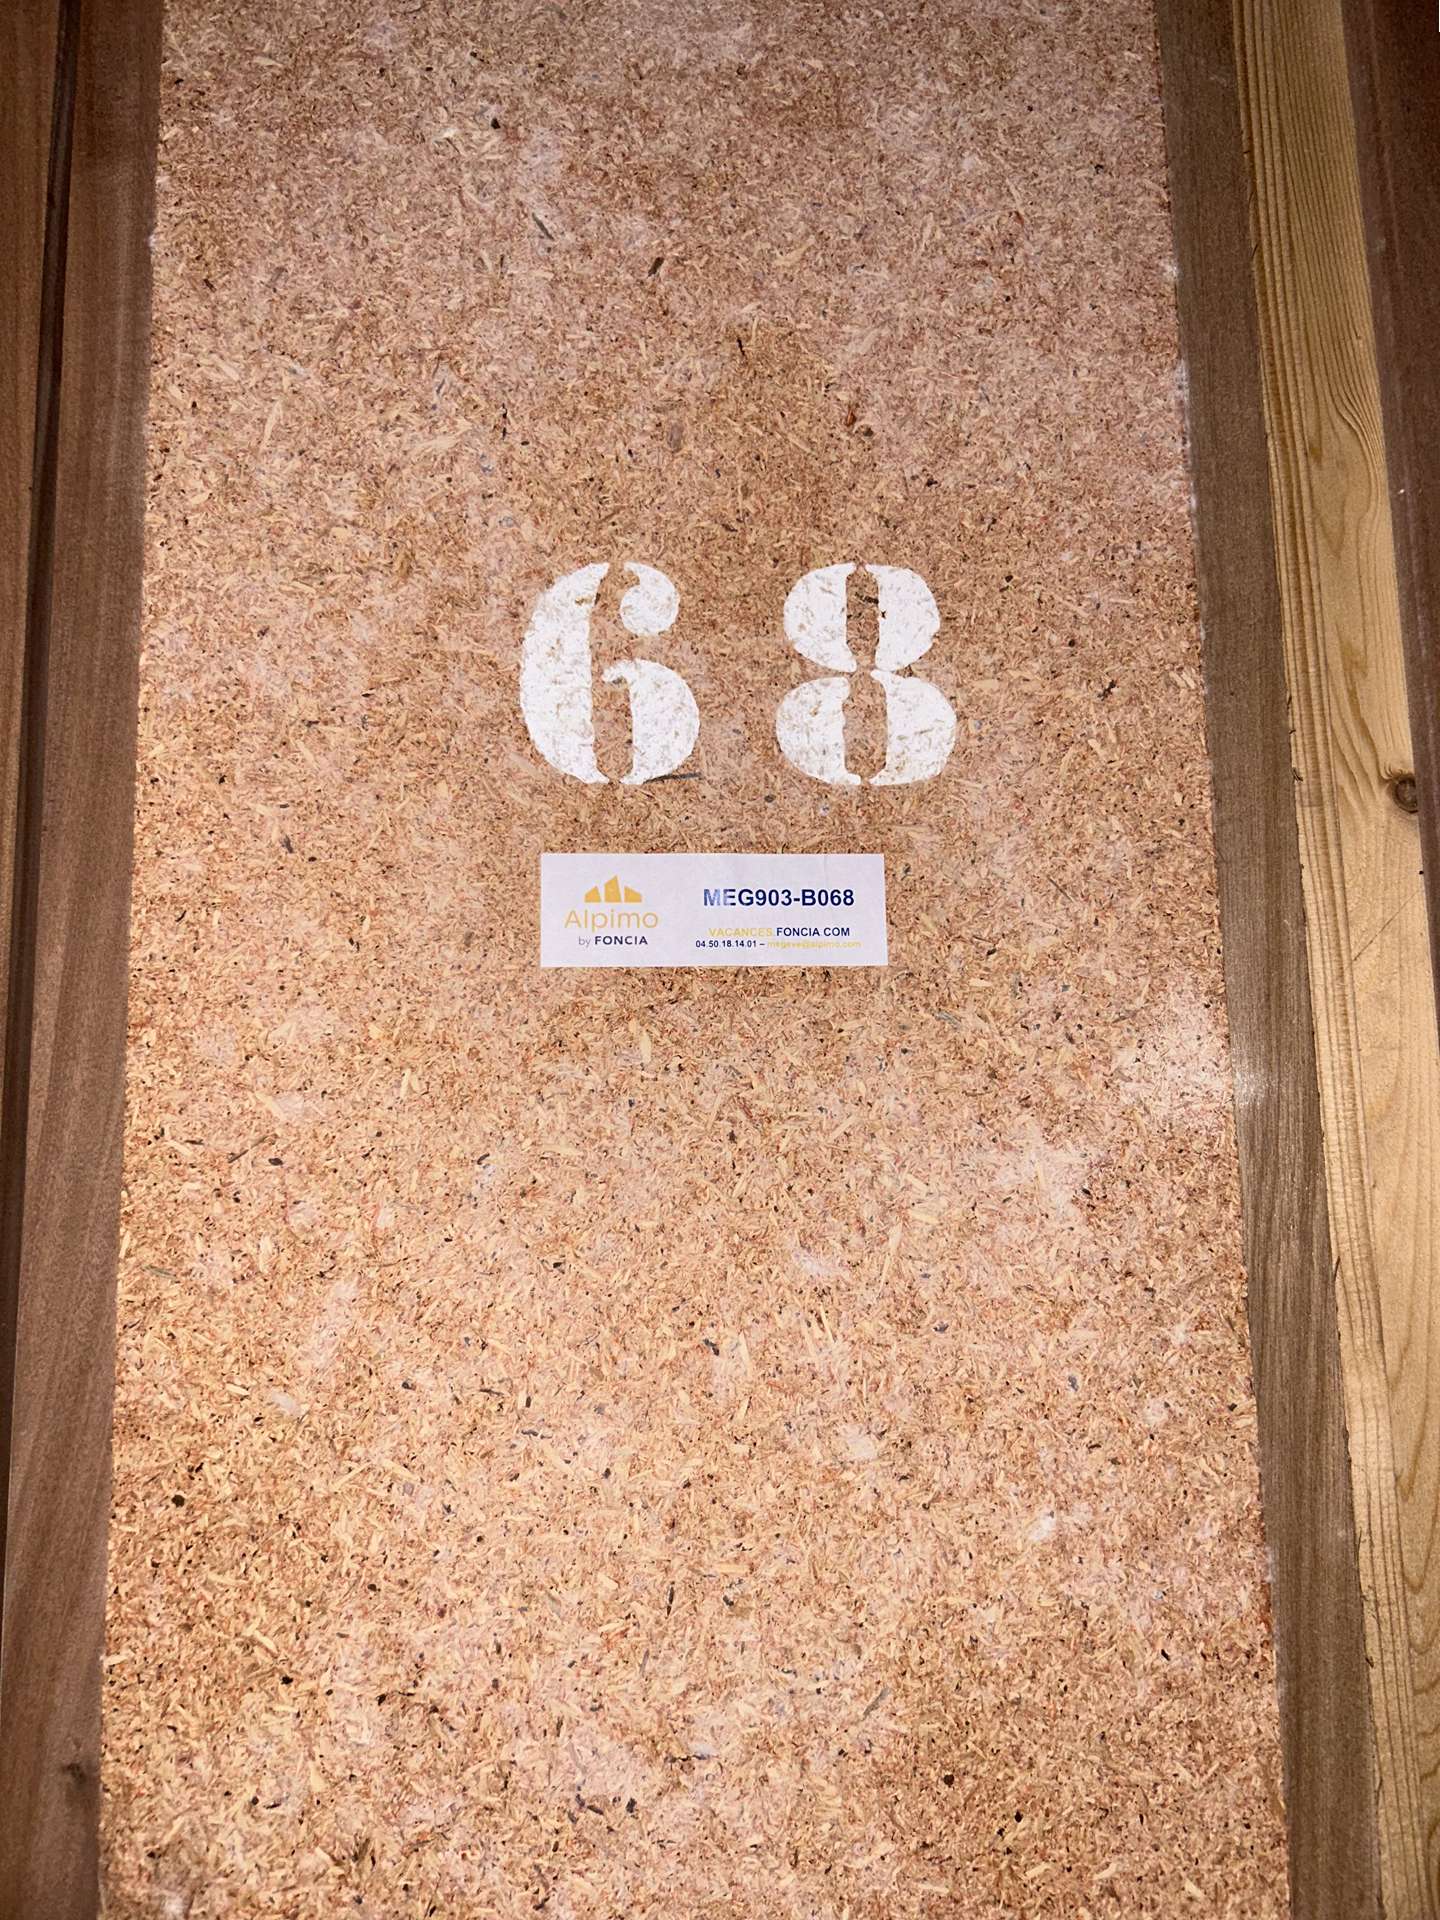 68
Alpimo
by FONCIA
MEG903-B068
VACANCES.FONCIA.COM
04.50.18.14.01 – megeve@alpimo.com